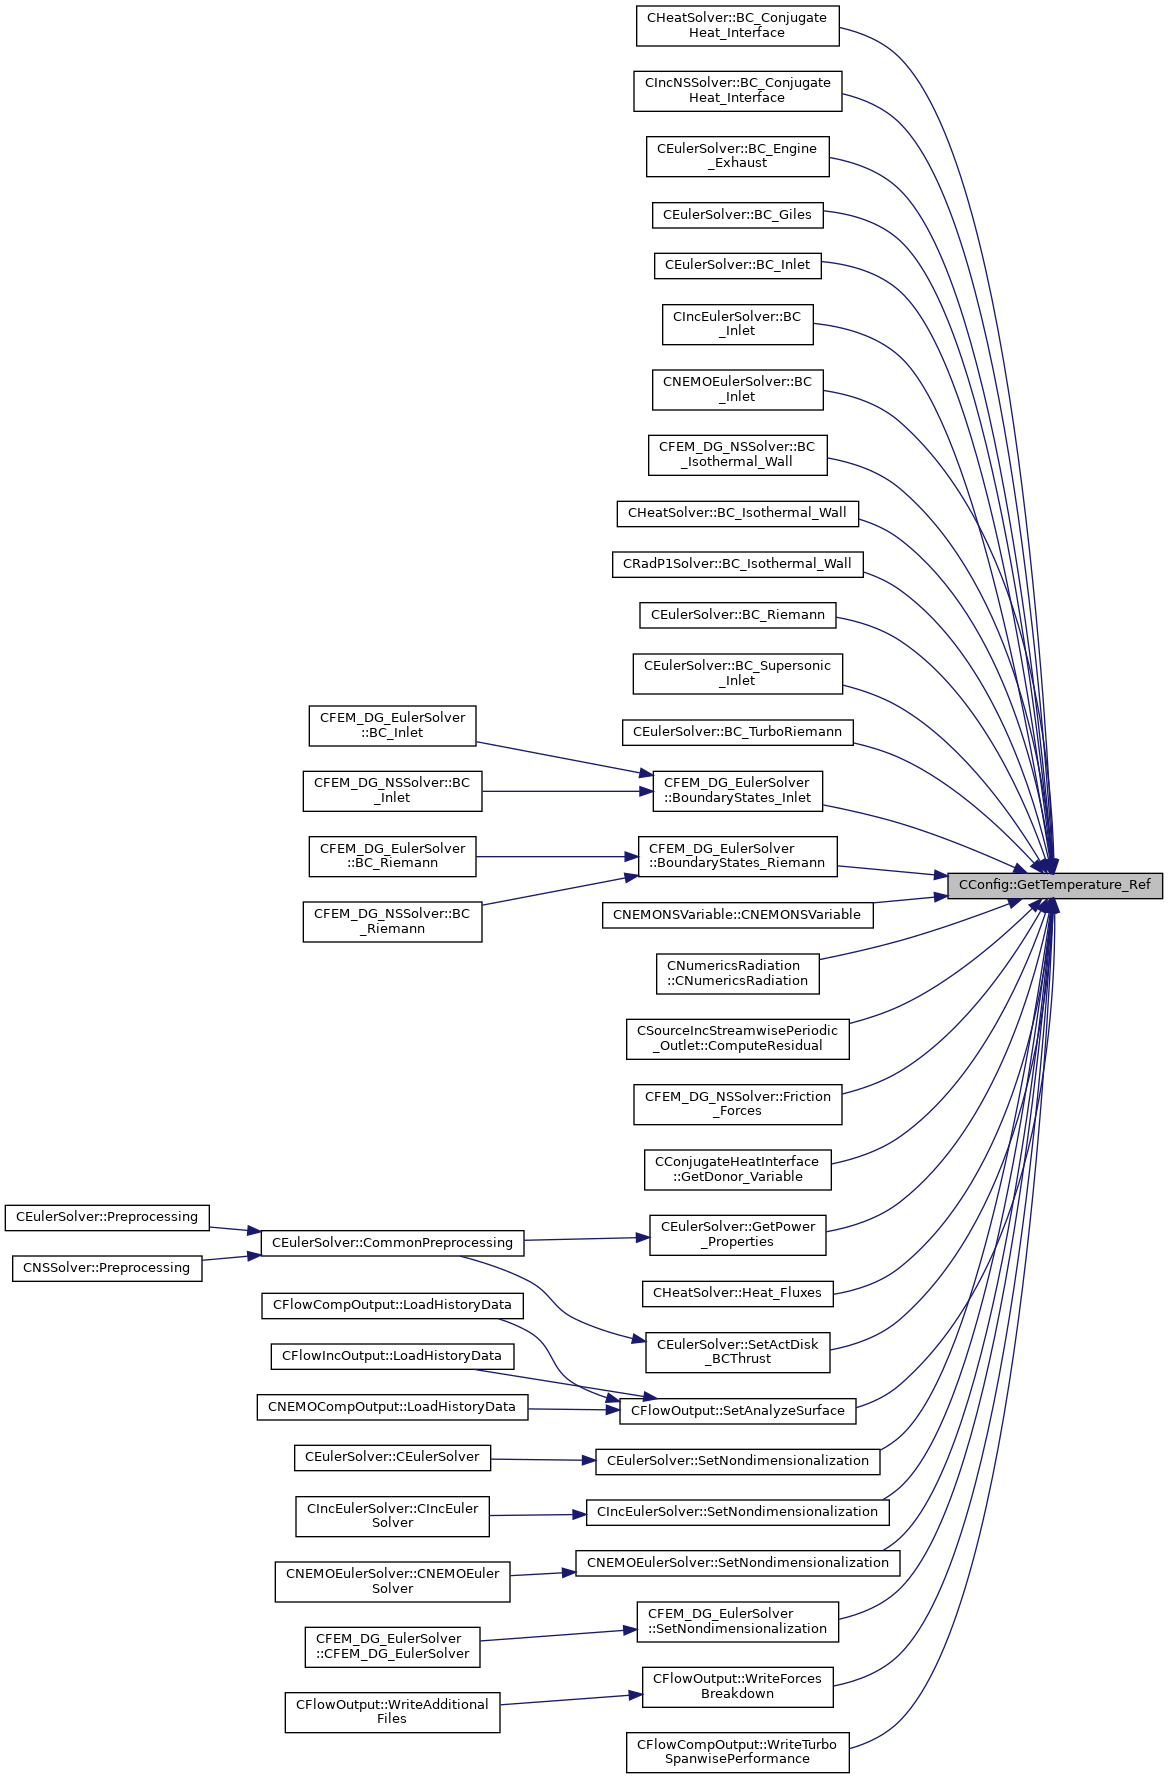 CHeatSolver::BC_Conjugate
Heat_Interface
CIncNSSolver::BC_Conjugate
Heat_Interface
CEulerSolver::BC_Engine
_Exhaust
CEulerSolver::BC_Giles
CEulerSolver::BC_Inlet
CIncEulerSolver::BC
_Inlet
CNEMOEulerSolver::BC
_Inlet
CFEM_DG_NSSolver::BC
_Isothermal_Wall
CHeatSolver::BC_Isothermal_Wall
CRadP1Solver::BC_Isothermal_Wall
CEulerSolver::BC_Riemann
CEulerSolver::BC_Supersonic
_Inlet
CEulerSolver::BC_TurboRiemann
CFEM_DG_EulerSolver
::BC_Inlet
CFEM_DG_NSSolver::BC
_Inlet
CFEM_DG_EulerSolver
::BoundaryStates_Inlet
CFEM_DG_EulerSolver
::BC_Riemann
CFEM_DG_NSSolver::BC
_Riemann
CFEM_DG_EulerSolver
::BoundaryStates_Riemann
CConfig::GetTemperature_Ref
CNEMONSVariable::CNEMONSVariable
CNumericsRadiation
::CNumericsRadiation
CSourceIncStreamwisePeriodic
_Outlet::ComputeResidual
CFEM_DG_NSSolver::Friction
_Forces
CConjugateHeatInterface
::GetDonor_Variable
CEulerSolver::Preprocessing
CNSSolver::Preprocessing
CEulerSolver::CommonPreprocessing
CEulerSolver::GetPower
_Properties
CHeatSolver::Heat_Fluxes
CEulerSolver::SetActDisk
_BCThrust
CFlowCompOutput::LoadHistoryData
CFlowIncOutput::LoadHistoryData
CNEMOCompOutput::LoadHistoryData
CFlowOutput::SetAnalyzeSurface
CEulerSolver::CEulerSolver
CEulerSolver::SetNondimensionalization
CIncEulerSolver::CIncEuler
Solver
CIncEulerSolver::SetNondimensionalization
CNEMOEulerSolver::CNEMOEuler
Solver
CNEMOEulerSolver::SetNondimensionalization
CFEM_DG_EulerSolver
::CFEM_DG_EulerSolver
CFEM_DG_EulerSolver
::SetNondimensionalization
CFlowOutput::WriteAdditional
Files
CFlowOutput::WriteForces
Breakdown
CFlowCompOutput::WriteTurbo
SpanwisePerformance